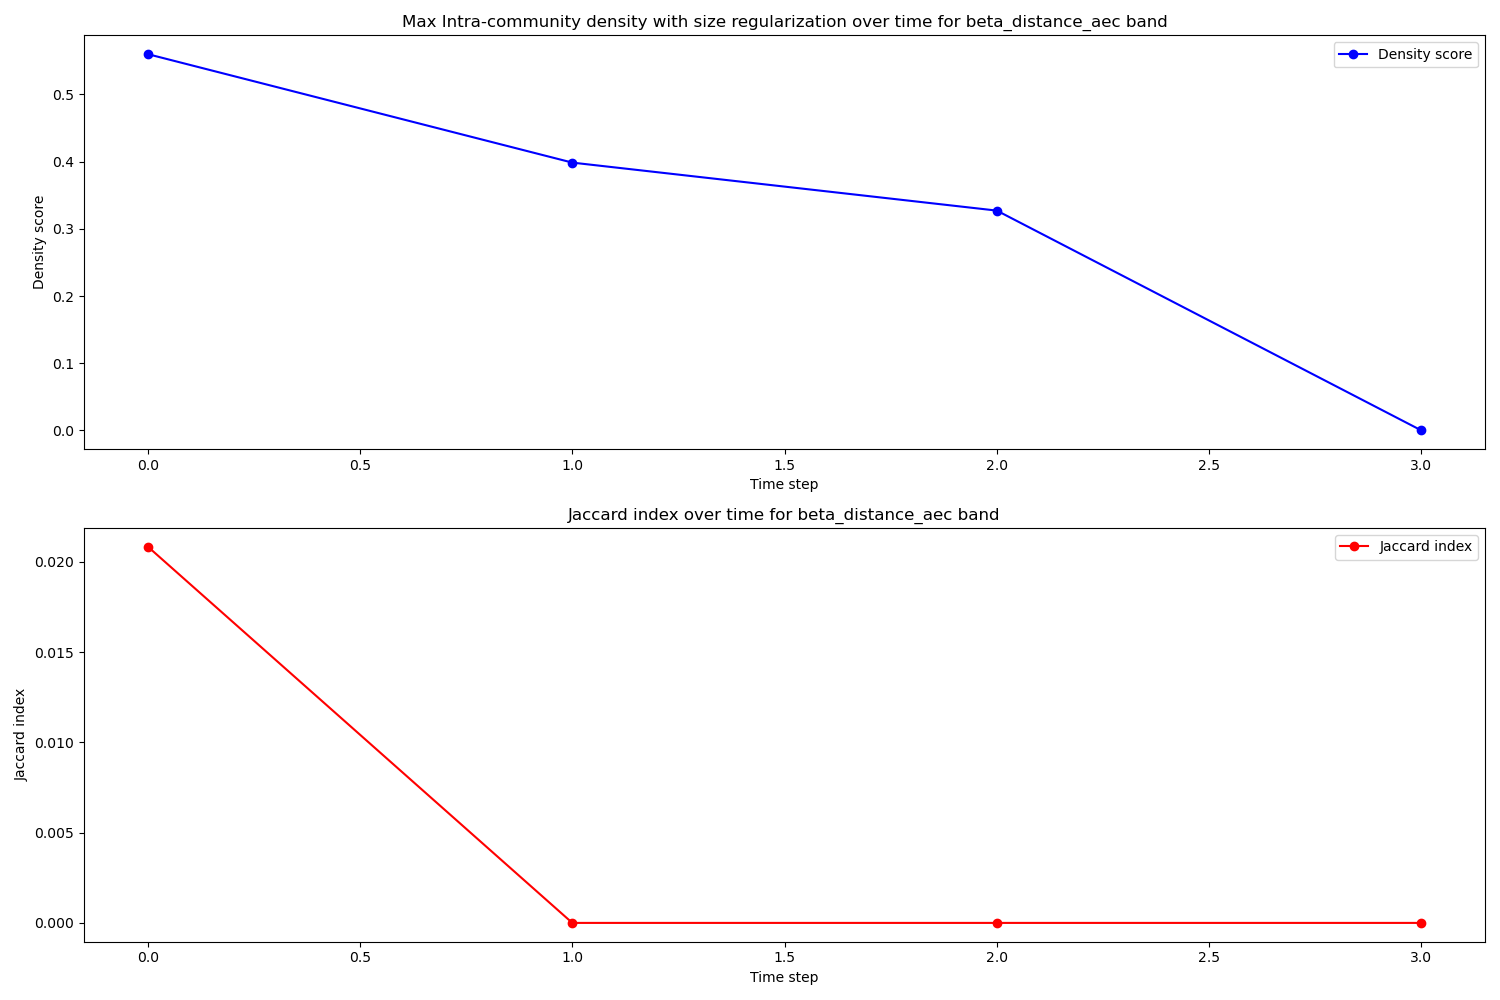 Max Intra-community density with size regularization over time for beta_distance_aec band
Density score
Density score
0.5
0.4
0.3
0.2
0.1
0.0
0.0 0.5 1.0 1.5 2.0 2.5 3.0
Time step
Jaccard index over time for beta_distance_aec band
Jaccard index
Jaccard index
0.020
0.015
0.010
0.005
0.000
0.0 0.5 1.0 1.5 2.0 2.5 3.0
Time step